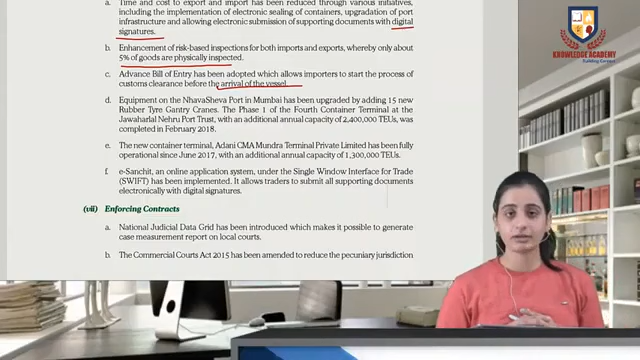 a. Time and cost to export and import has been reduced through various initiatives,
including the implementation of electronic sealing of containers, upgradation of port
infrastructure and allowing electronic submission of supporting documents with digital
signatures.
b. Enhancement of risk-based inspections for both imports and exports, whereby only about
5% of goods are physically inspected.
c. Advance Bill of Entry has been adopted which allows importers to start the process of
customs clearance before the arrival of the vessel.
d. Equipment on the NhavaSheva Port in Mumbai has been upgraded by adding 15 new
Rubber Tyre Gantry Cranes. The Phase 1 of the Fourth Container Terminal at the
Jawaharlal Nehru Port Trust, with an additional annual capacity of 2,400,000 TEUs,
was completed in February 2018.
e. The new container terminal, Adani CMA Mundra Terminal Private Limited has been fully
operational since June 2017, with an additional annual capacity of 1,300,000 TEUs.
f. e-Sanchit, an online application system, under the Single Window Interface for Trade
(SWIFT) has been implemented. It allows traders to submit all supporting documents
electronically with digital signatures.
(vii) Enforcing Contracts
a. National Judicial Data Grid has been introduced which makes it possible to generate
case measurement report on local courts.
b. The Commercial Courts Act 2015 has been amended to reduce the pecuniary jurisdiction
KNOWLEDGE ACADEMY